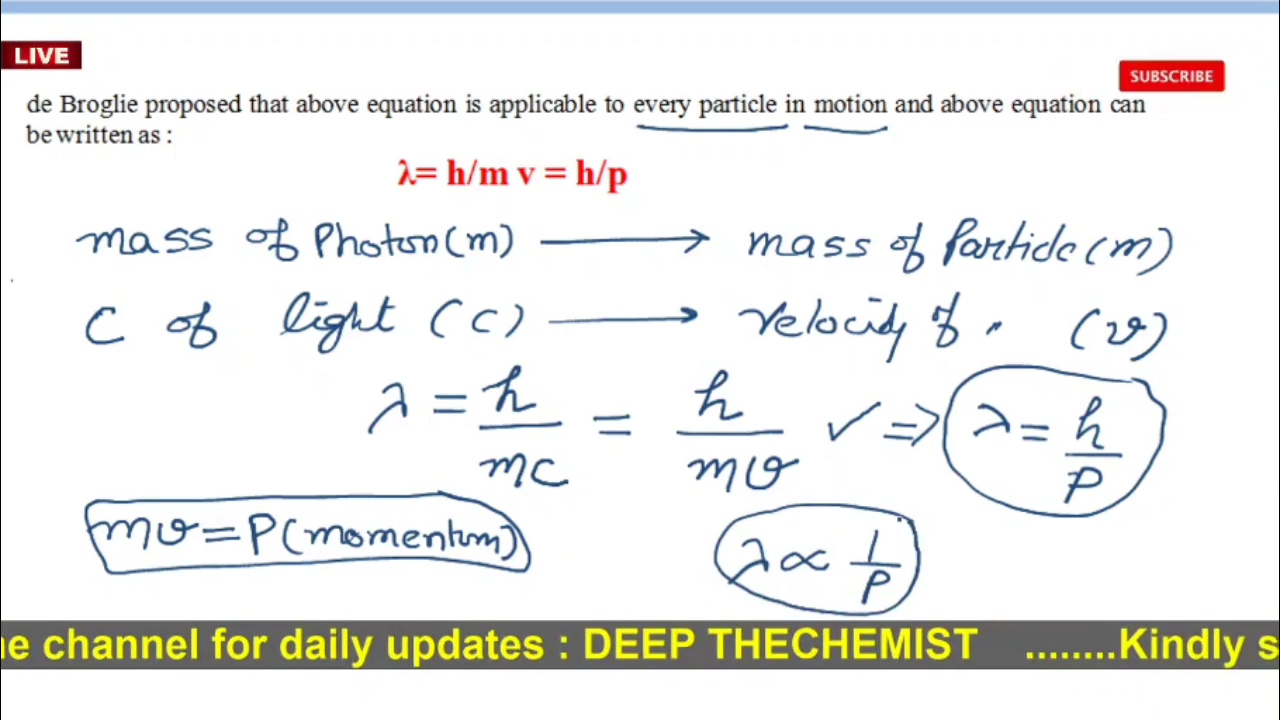 LIVE
SUBSCRIBE
de Broglie proposed that above equation is applicable to every particle in motion and above equation can
be written as :
λ= h/m v = h/p
mass of Photon(m) ⟶ mass of Particle(m)
C of light (c) ⟶ velocity of 〃 (v)
λ = h/mc = h/mv ✓ ⇒ λ = h/P
mv = P(momentum)
λ ∝ 1/P
ne channel for daily updates : DEEP THECHEMIST ........Kindly s